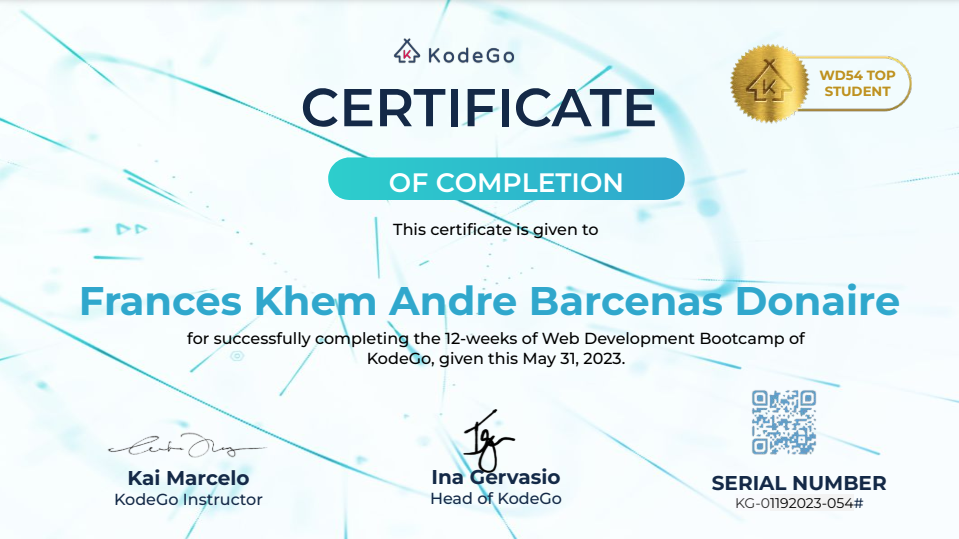 KodeGo
CERTIFICATE
WD54 TOP
STUDENT
OF COMPLETION
This certificate is given to
Frances Khem Andre Barcenas Donaire
for successfully completing the 12-weeks of Web Development Bootcamp of
KodeGo, given this May 31, 2023.
Kai Marcelo
KodeGo Instructor
Ina Gervasio
Head of KodeGo
SERIAL NUMBER
KG-01192023-054#